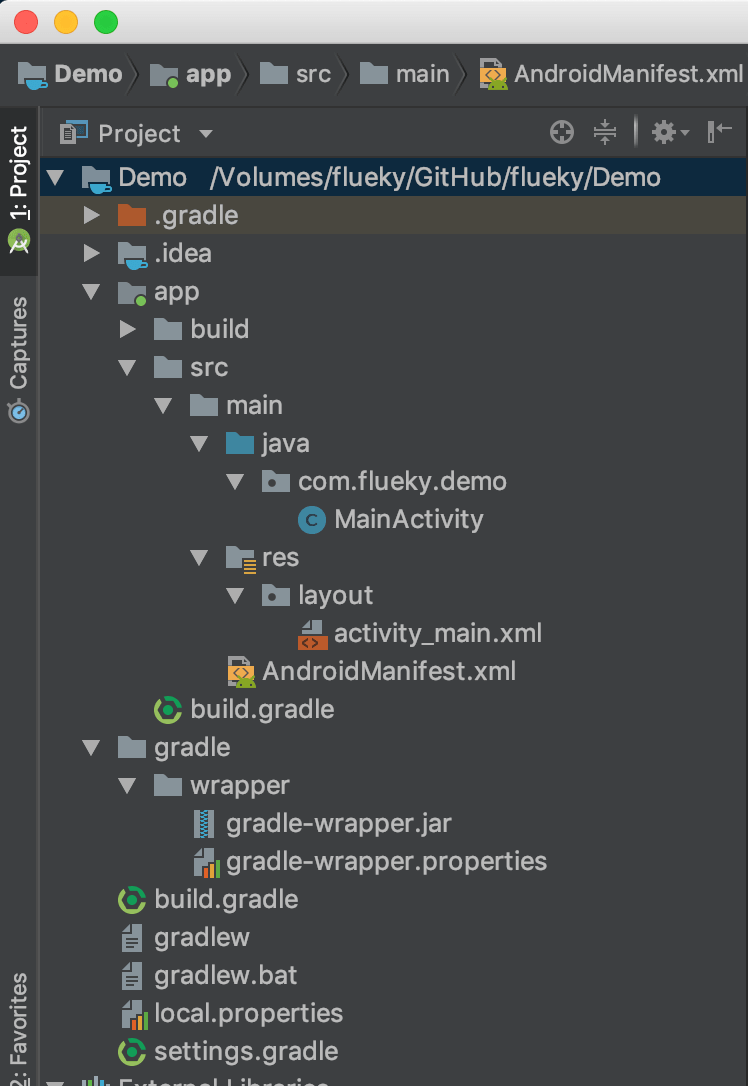 Demo app src main AndroidManifest.xml
Project
1: Project
Captures
2: Favorites
Demo /Volumes/flueky/GitHub/flueky/Demo
.gradle
.idea
app
build
src
main
java
com.flueky.demo
C MainActivity
res
layout
activity_main.xml
AndroidManifest.xml
build.gradle
gradle
wrapper
gradle-wrapper.jar
gradle-wrapper.properties
build.gradle
gradlew
gradlew.bat
local.properties
settings.gradle
External Libraries